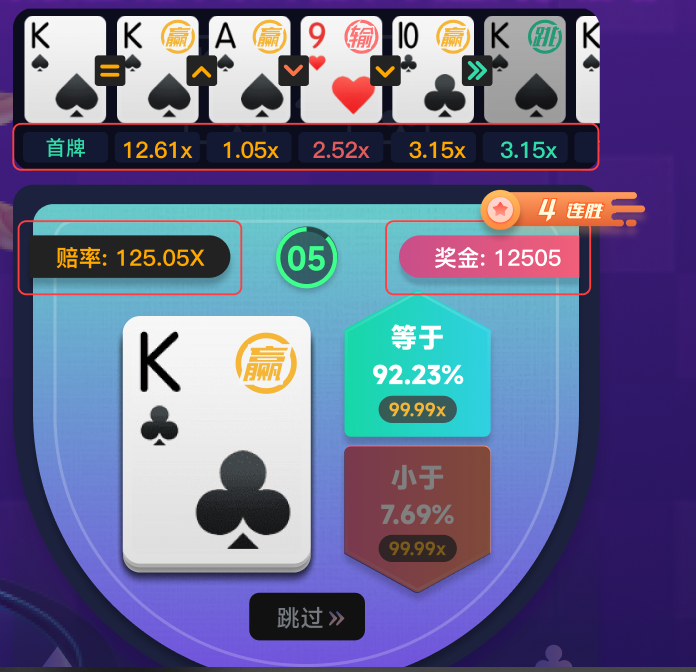 K K 赢 A 赢 9 输 10 赢 K 跳 K
首牌 12.61x 1.05x 2.52x 3.15x 3.15x
4 连胜
赔率: 125.05X 05 奖金: 12505
K 赢
等于
92.23%
99.99x
小于
7.69%
99.99x
跳过